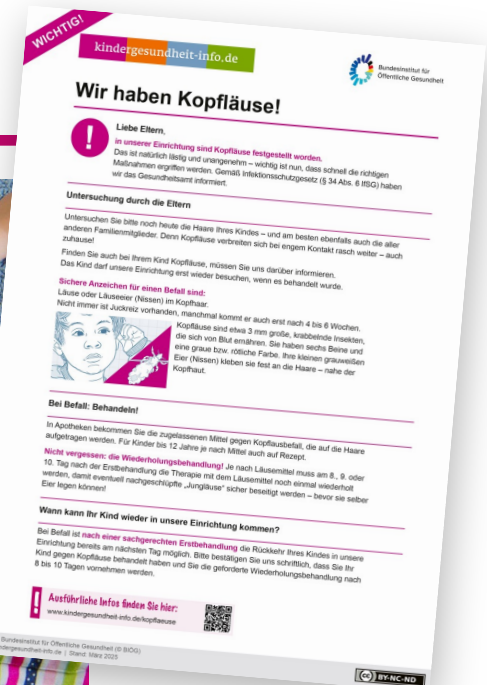 WICHTIG!
kindergesundheit-info.de
Bundesinstitut für
Öffentliche Gesundheit
Wir haben Kopfläuse!
!
Liebe Eltern,
in unserer Einrichtung sind Kopfläuse festgestellt worden.
Das ist natürlich lästig und unangenehm – wichtig ist nun, dass schnell die richtigen
Maßnahmen ergriffen werden. Gemäß Infektionsschutzgesetz (§ 34 Abs. 6 IfSG) haben
wir das Gesundheitsamt informiert.
Untersuchung durch die Eltern
Untersuchen Sie bitte noch heute die Haare Ihres Kindes – und am besten ebenfalls auch die aller
anderen Familienmitglieder. Denn Kopfläuse verbreiten sich bei engem Kontakt rasch weiter – auch
zuhause!
Finden Sie auch bei Ihrem Kind Kopfläuse, müssen Sie uns darüber informieren.
Das Kind darf unsere Einrichtung erst wieder besuchen, wenn es behandelt wurde.
Sichere Anzeichen für einen Befall sind:
Läuse oder Läuseeier (Nissen) im Kopfhaar.
Nicht immer ist Juckreiz vorhanden, manchmal kommt er auch erst nach 4 bis 6 Wochen.
Kopfläuse sind etwa 3 mm große, krabbelnde Insekten,
die sich von Blut ernähren. Sie haben sechs Beine und
eine graue bzw. rötliche Farbe. Ihre kleinen grauweißen
Eier (Nissen) kleben sie fest an die Haare – nahe der
Kopfhaut.
Bei Befall: Behandeln!
In Apotheken bekommen Sie die zugelassenen Mittel gegen Kopflausbefall, die auf die Haare
aufgetragen werden. Für Kinder bis 12 Jahre je nach Mittel auch auf Rezept.
Nicht vergessen: die Wiederholungsbehandlung! Je nach Läusemittel muss am 8., 9. oder
10. Tag nach der Erstbehandlung die Therapie mit dem Läusemittel noch einmal wiederholt
werden, damit eventuell nachgeschlüpfte „Jungläuse" sicher beseitigt werden – bevor sie selber
Eier legen können!
Wann kann Ihr Kind wieder in unsere Einrichtung kommen?
Bei Befall ist nach einer sachgerechten Erstbehandlung die Rückkehr Ihres Kindes in unsere
Einrichtung bereits am nächsten Tag möglich. Bitte bestätigen Sie uns schriftlich, dass Sie Ihr
Kind gegen Kopfläuse behandelt haben und Sie die geforderte Wiederholungsbehandlung nach
8 bis 10 Tagen vornehmen werden.
!
Ausführliche Infos finden Sie hier:
www.kindergesundheit-info.de/kopflaeuse
Bundesinstitut für Öffentliche Gesundheit (© BIÖG)
ndergesundheit-info.de | Stand: März 2025
cc BY-NC-ND